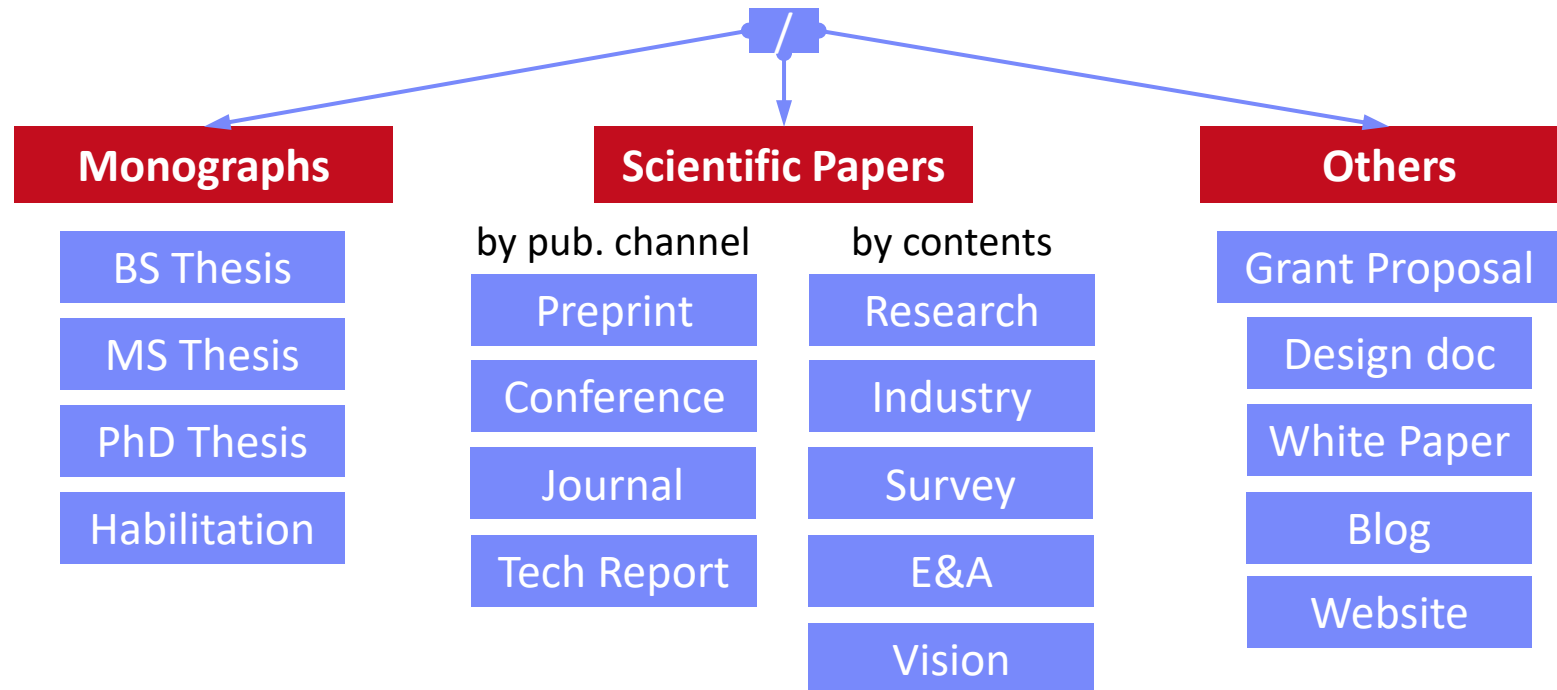 /
Monographs
BS Thesis
MS Thesis
PhD Thesis
Habilitation
Scientific Papers
by pub. channel
Preprint
Conference
Journal
Tech Report
by contents
Research
Industry
Survey
E&A
Vision
Others
Grant Proposal
Design doc
White Paper
Blog
Website